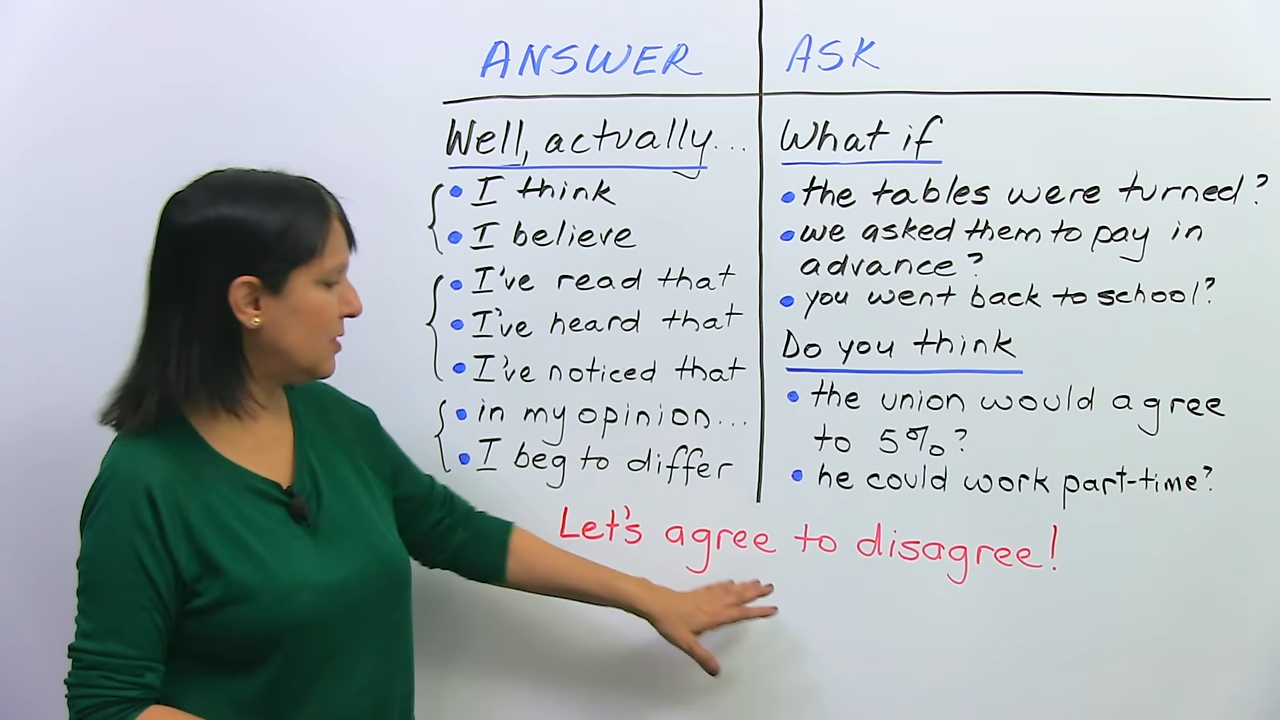 ANSWER
Well, actually...
I think
I believe
I've read that
I've heard that
I've noticed that
in my opinion...
I beg to differ
ASK
What if
the tables were turned?
we asked them to pay in
advance?
you went back to school?
Do you think
the union would agree
to 5%?
he could work part-time?
Let's agree to disagree!